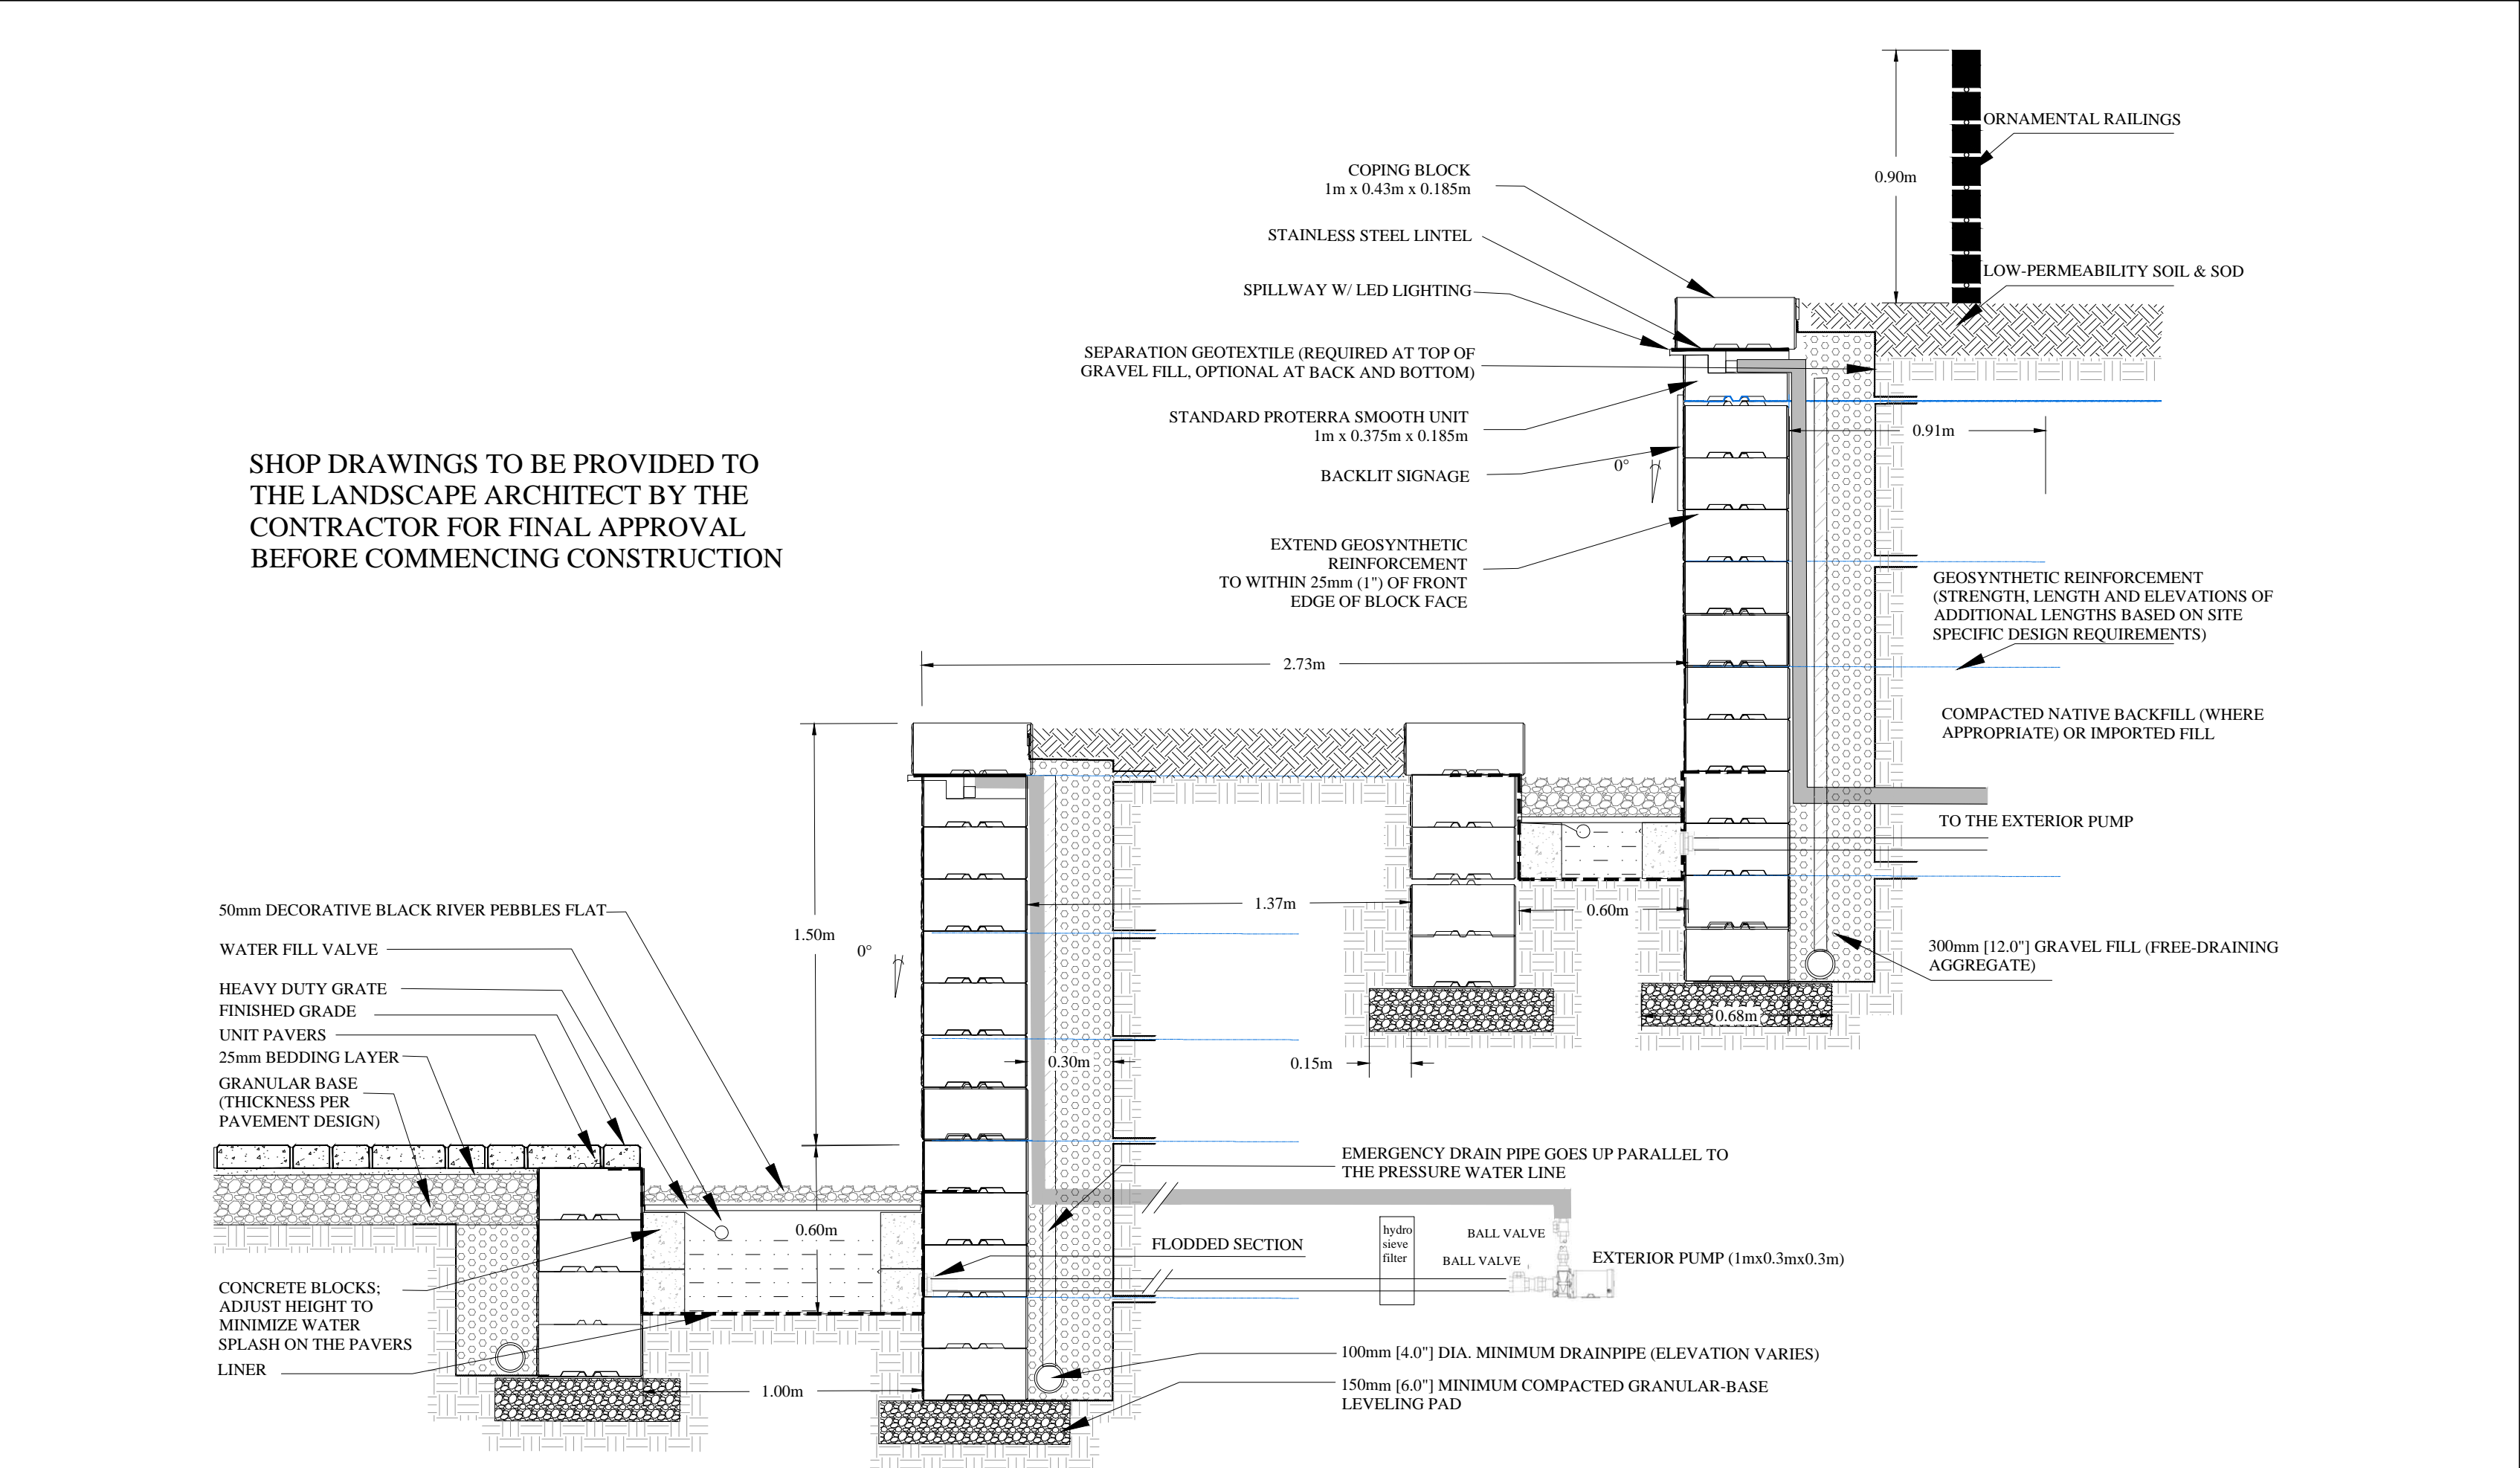 ORNAMENTAL RAILINGS
0.90m
COPING BLOCK
1m x 0.43m x 0.185m
STAINLESS STEEL LINTEL
LOW-PERMEABILITY SOIL & SOD
SPILLWAY W/ LED LIGHTING
SEPARATION GEOTEXTILE (REQUIRED AT TOP OF
GRAVEL FILL, OPTIONAL AT BACK AND BOTTOM)
STANDARD PROTERRA SMOOTH UNIT
1m x 0.375m x 0.185m
0.91m
BACKLIT SIGNAGE
0°
SHOP DRAWINGS TO BE PROVIDED TO
THE LANDSCAPE ARCHITECT BY THE
CONTRACTOR FOR FINAL APPROVAL
BEFORE COMMENCING CONSTRUCTION
EXTEND GEOSYNTHETIC
REINFORCEMENT
TO WITHIN 25mm (1") OF FRONT
EDGE OF BLOCK FACE
GEOSYNTHETIC REINFORCEMENT
(STRENGTH, LENGTH AND ELEVATIONS OF
ADDITIONAL LENGTHS BASED ON SITE
SPECIFIC DESIGN REQUIREMENTS)
2.73m
COMPACTED NATIVE BACKFILL (WHERE
APPROPRIATE) OR IMPORTED FILL
TO THE EXTERIOR PUMP
1.37m
0.60m
1.50m
0°
300mm [12.0"] GRAVEL FILL (FREE-DRAINING
AGGREGATE)
0.68m
0.30m
0.15m
50mm DECORATIVE BLACK RIVER PEBBLES FLAT
WATER FILL VALVE
HEAVY DUTY GRATE
FINISHED GRADE
UNIT PAVERS
25mm BEDDING LAYER
GRANULAR BASE
(THICKNESS PER
PAVEMENT DESIGN)
EMERGENCY DRAIN PIPE GOES UP PARALLEL TO
THE PRESSURE WATER LINE
0.60m
FLODDED SECTION
hydro
sieve
filter
BALL VALVE
BALL VALVE
EXTERIOR PUMP (1mx0.3mx0.3m)
CONCRETE BLOCKS;
ADJUST HEIGHT TO
MINIMIZE WATER
SPLASH ON THE PAVERS
LINER
1.00m
100mm [4.0"] DIA. MINIMUM DRAINPIPE (ELEVATION VARIES)
150mm [6.0"] MINIMUM COMPACTED GRANULAR-BASE
LEVELING PAD